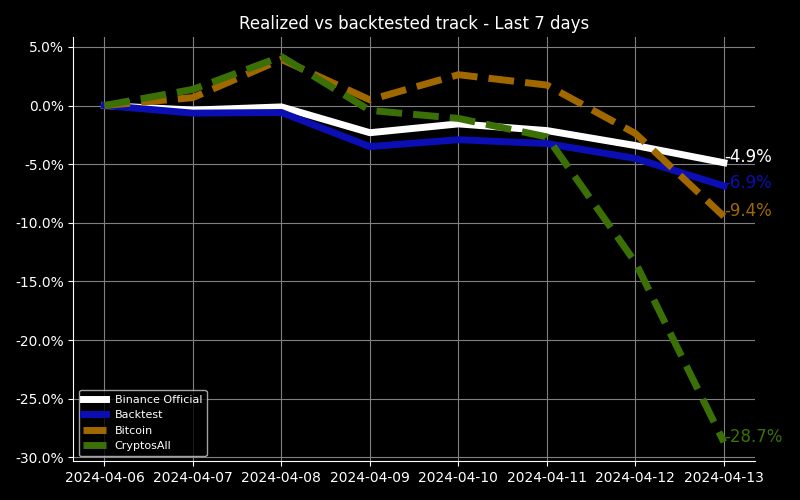 Realized vs backtested track - Last 7 days
5.0%
0.0%
-5.0%
-10.0%
-15.0%
-20.0%
-25.0%
-30.0%
-4.9%
-6.9%
-9.4%
-28.7%
Binance Official
Backtest
Bitcoin
CryptosAll
2024-04-06 2024-04-07 2024-04-08 2024-04-09 2024-04-10 2024-04-11 2024-04-12 2024-04-13